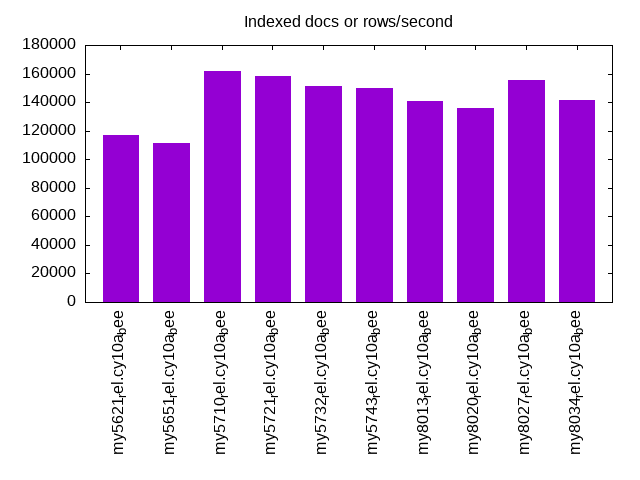 Indexed docs or rows/second
180000
160000
140000
120000
100000
80000
60000
40000
20000
0
my5621rel.cy10abee
my5651rel.cy10abee
my5710rel.cy10abee
my5721rel.cy10abee
my5732rel.cy10abee
my5743rel.cy10abee
my8013rel.cy10abee
my8020rel.cy10abee
my8027rel.cy10abee
my8034rel.cy10abee